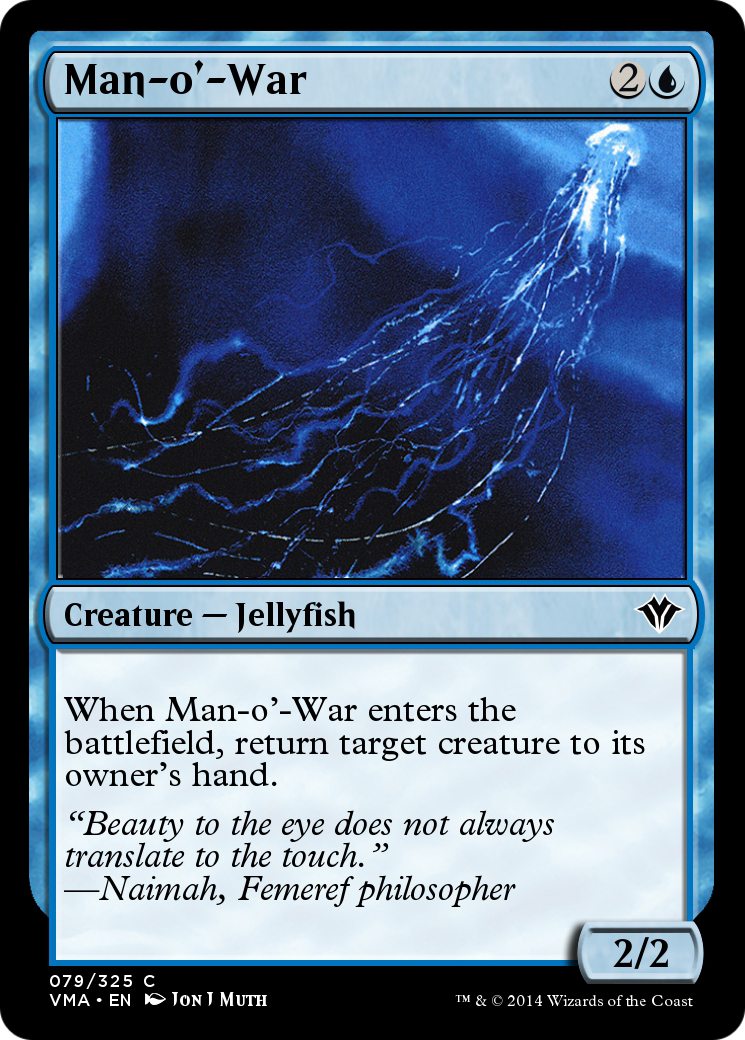 Man-o'-War 2
Creature — Jellyfish
When Man-o'-War enters the
battlefield, return target creature to its
owner's hand.
"Beauty to the eye does not always
translate to the touch."
—Naimah, Femeref philosopher
2/2
079/325 C
VMA • EN Jon J Muth
™ & © 2014 Wizards of the Coast